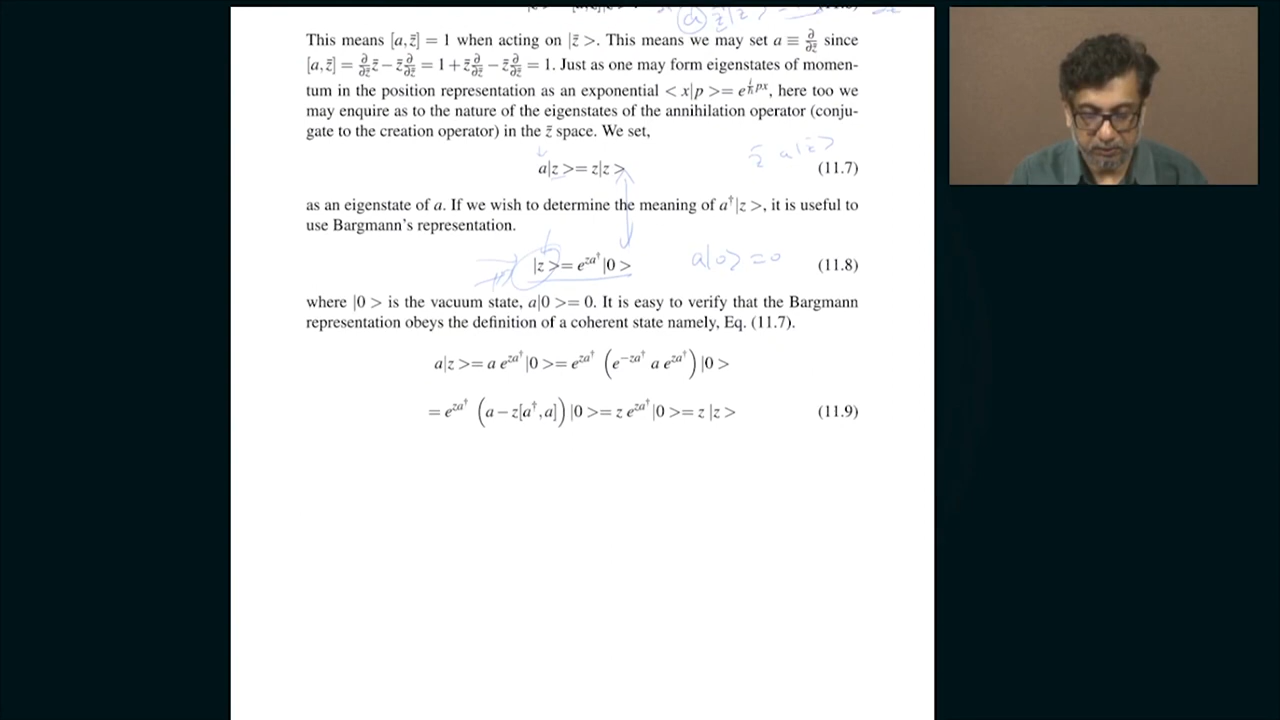 This means [a, z̄] = 1 when acting on |z̄ >. This means we may set a ≡ ∂/∂z̄ since
[a, z̄] = ∂/∂z̄ z̄ − z̄ ∂/∂z̄ = 1 + z̄ ∂/∂z̄ − z̄ ∂/∂z̄ = 1. Just as one may form eigenstates of momen-
tum in the position representation as an exponential < x|p >= e^{i/ħ px}, here too we
may enquire as to the nature of the eigenstates of the annihilation operator (conju-
gate to the creation operator) in the z̄ space. We set,
z̄ a|z̄>
a|z >= z|z > (11.7)
as an eigenstate of a. If we wish to determine the meaning of a†|z >, it is useful to
use Bargmann's representation.
|z >= e^{za†}|0 > a|0> = 0 (11.8)
where |0 > is the vacuum state, a|0 >= 0. It is easy to verify that the Bargmann
representation obeys the definition of a coherent state namely, Eq. (11.7).
a|z >= a e^{za†}|0 >= e^{za†} (e^{−za†} a e^{za†}) |0 >
= e^{za†} (a − z[a†, a]) |0 >= z e^{za†}|0 >= z |z > (11.9)